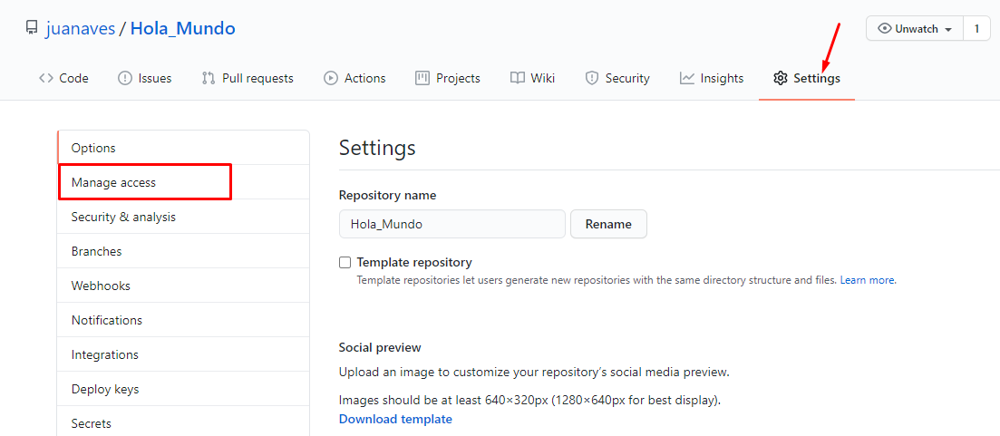 juanaves / Hola_Mundo
Unwatch 1
Code Issues Pull requests Actions Projects Wiki Security Insights Settings
Options
Manage access
Security & analysis
Branches
Webhooks
Notifications
Integrations
Deploy keys
Secrets
Settings
Repository name
Hola_Mundo Rename
Template repository
Template repositories let users generate new repositories with the same directory structure and files. Learn more.
Social preview
Upload an image to customize your repository’s social media preview.
Images should be at least 640×320px (1280×640px for best display).
Download template